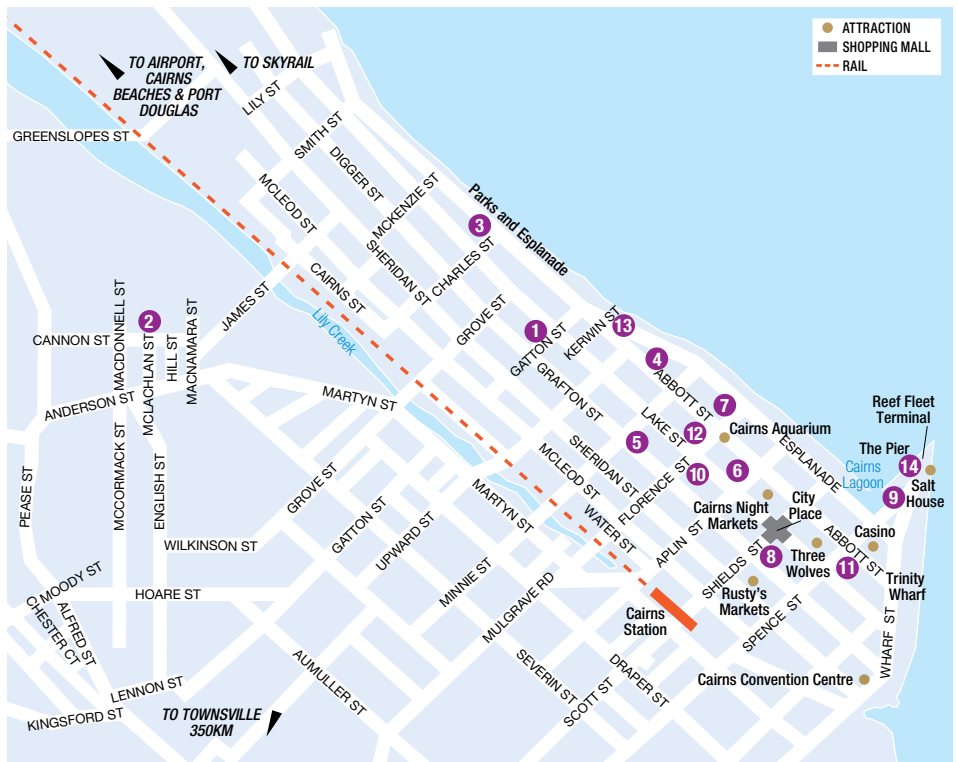 ATTRACTION
SHOPPING MALL
RAIL
TO AIRPORT,
CAIRNS
BEACHES & PORT
DOUGLAS
TO SKYRAIL
LILY ST
GREENSLOPES ST
SMITH ST
DIGGER ST
MCKENZIE ST
MCLEOD ST
Parks and Esplanade
3
SHERIDAN ST
CHARLES ST
CAIRNS ST
Lily Creek
JAMES ST
MACDONNELL ST
2
CANNON ST
MCLACHLAN ST
HILL ST
MACNAMARA ST
GROVE ST
1
GATTON ST
KERWIN ST
13
4
ABBOTT ST
7
GRAFTON ST
ANDERSON ST
MARTYN ST
LAKE ST
12
Cairns Aquarium
5
ESPLANADE
Reef Fleet
Terminal
The Pier
14
Cairns
Lagoon
Salt
House
9
MCCORMACK ST
ENGLISH ST
PEASE ST
GROVE ST
GATTON ST
UPWARD ST
MARTYN ST
MCLEOD ST
SHERIDAN ST
FLORENCE ST
10
6
WATER ST
Cairns Night
Markets
City
Place
APLIN ST
SHIELDS ST
8
Three
Wolves
ABBOTT ST
11
Casino
Trinity
Wharf
WILKINSON ST
MOODY ST
HOARE ST
CHESTER CT
ALFRED ST
MINNIE ST
MULGRAVE RD
Rusty's
Markets
Cairns
Station
SPENCE ST
WHARF ST
LENNON ST
KINGSFORD ST
AUMULLER ST
SEVERIN ST
SCOTT ST
DRAPER ST
Cairns Convention Centre
TO TOWNSVILLE
350KM